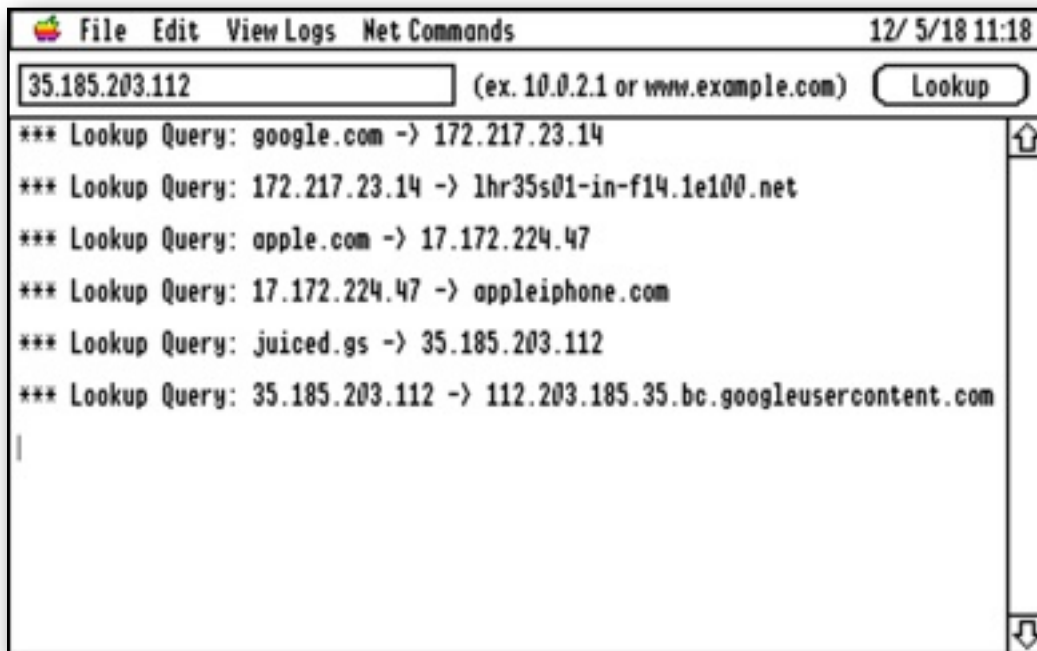 File Edit View Logs Net Commands 12/ 5/18 11:18
35.185.203.112 (ex. 10.0.2.1 or www.example.com) Lookup
*** Lookup Query: google.com -> 172.217.23.14
*** Lookup Query: 172.217.23.14 -> lhr35s01-in-f14.1e100.net
*** Lookup Query: apple.com -> 17.172.224.47
*** Lookup Query: 17.172.224.47 -> appleiphone.com
*** Lookup Query: juiced.gs -> 35.185.203.112
*** Lookup Query: 35.185.203.112 -> 112.203.185.35.bc.googleusercontent.com